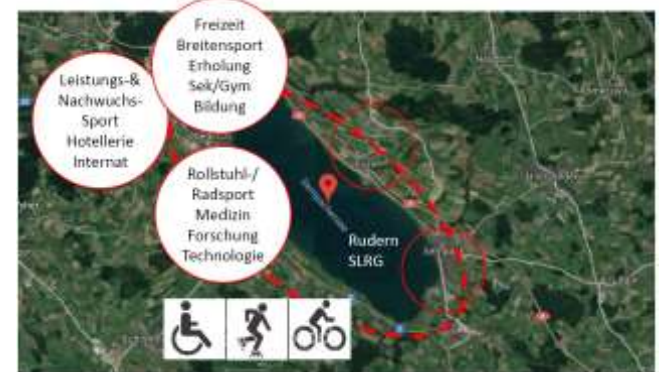 Freizeit
Breitensport
Erholung
Sek/Gym
Bildung
Leistungs-&
Nachwuchs-
Sport
Hotellerie
Internat
Rollstuhl-/
Radsport
Medizin
Forschung
Technologie
Rudern
SLRG